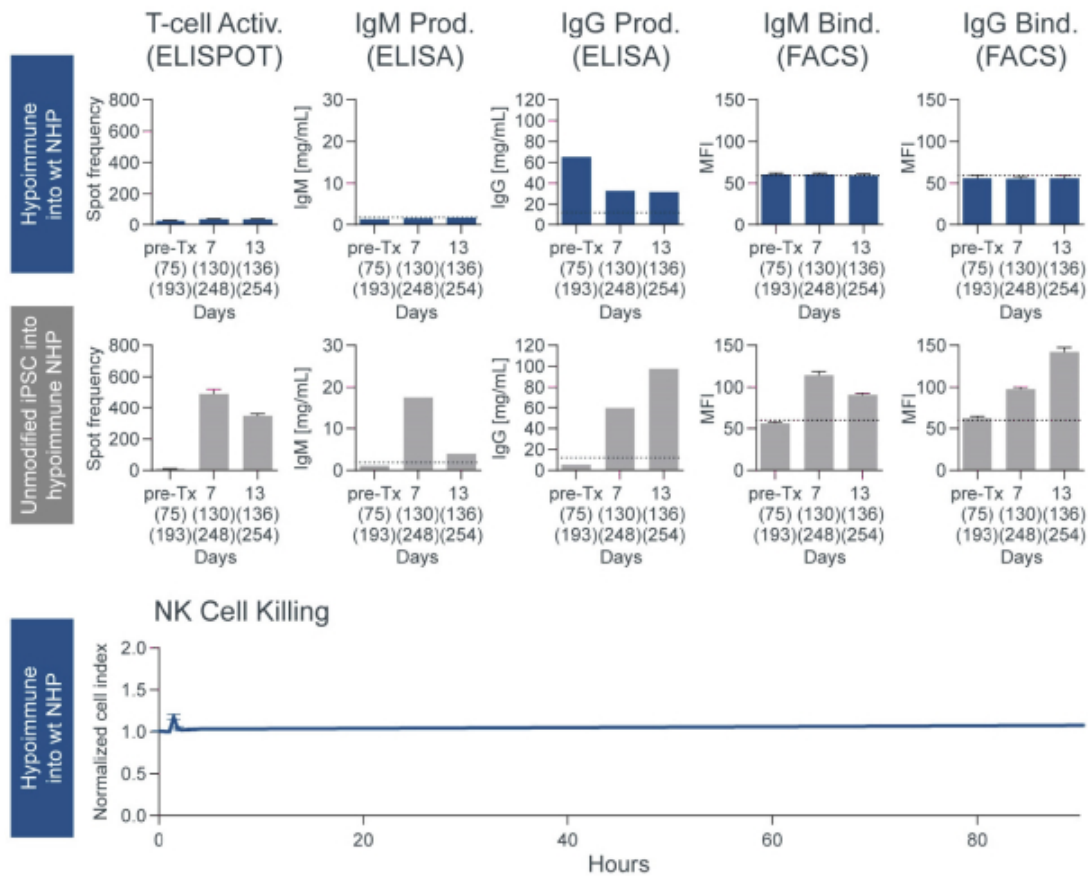 T-cell Activ.
(ELISPOT)
IgM Prod.
(ELISA)
IgG Prod.
(ELISA)
IgM Bind.
(FACS)
IgG Bind.
(FACS)
Hypoimmune
into wt NHP
Spot frequency
800
600
400
200
0
pre-Tx 7 13
(75) (130)(136)
(193)(248)(254)
Days
IgM [mg/mL]
30
20
10
0
pre-Tx 7 13
(75) (130)(136)
(193)(248)(254)
Days
IgG [mg/mL]
120
100
80
60
40
20
0
pre-Tx 7 13
(75) (130)(136)
(193)(248)(254)
Days
MFI
150
100
50
0
pre-Tx 7 13
(75) (130)(136)
(193)(248)(254)
Days
MFI
150
100
50
0
pre-Tx 7 13
(75) (130)(136)
(193)(248)(254)
Days
Unmodified iPSC into
hypoimmune NHP
Spot frequency
800
600
400
200
0
pre-Tx 7 13
(75) (130)(136)
(193)(248)(254)
Days
IgM [mg/mL]
30
20
10
0
pre-Tx 7 13
(75) (130)(136)
(193)(248)(254)
Days
IgG [mg/mL]
120
100
80
60
40
20
0
pre-Tx 7 13
(75) (130)(136)
(193)(248)(254)
Days
MFI
150
100
50
0
pre-Tx 7 13
(75) (130)(136)
(193)(248)(254)
Days
MFI
150
100
50
0
pre-Tx 7 13
(75) (130)(136)
(193)(248)(254)
Days
Hypoimmune
into wt NHP
NK Cell Killing
Normalized cell index
2.0
1.5
1.0
0.5
0.0
0 20 40 60 80
Hours